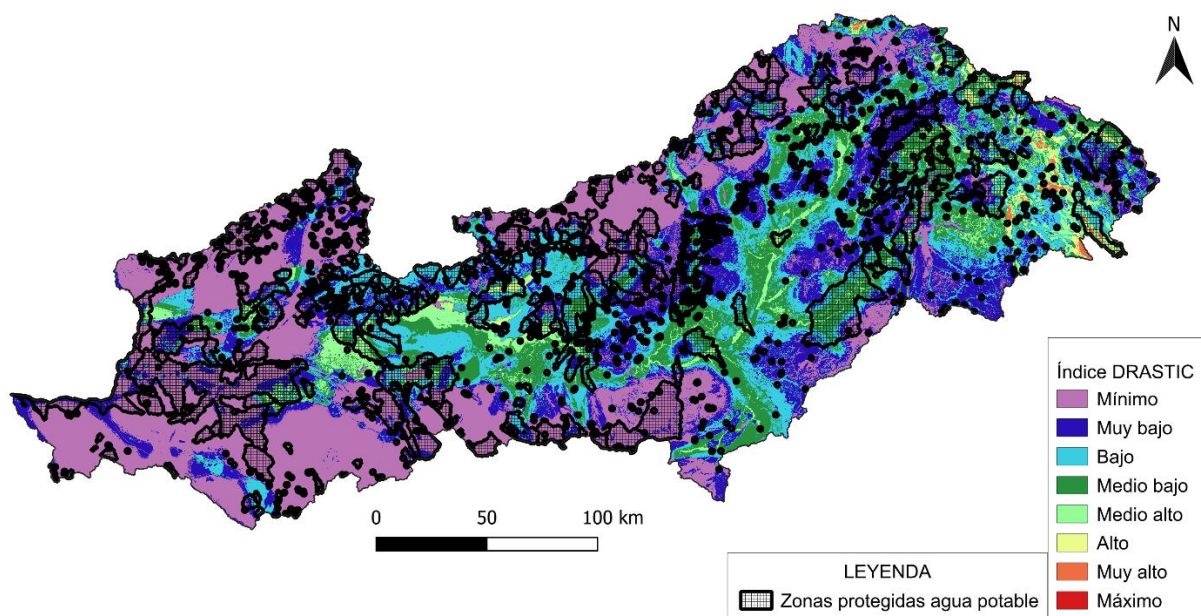 N
0 50 100 km
Índice DRASTIC
Mínimo
Muy bajo
Bajo
Medio bajo
Medio alto
Alto
Muy alto
Máximo
LEYENDA
Zonas protegidas agua potable